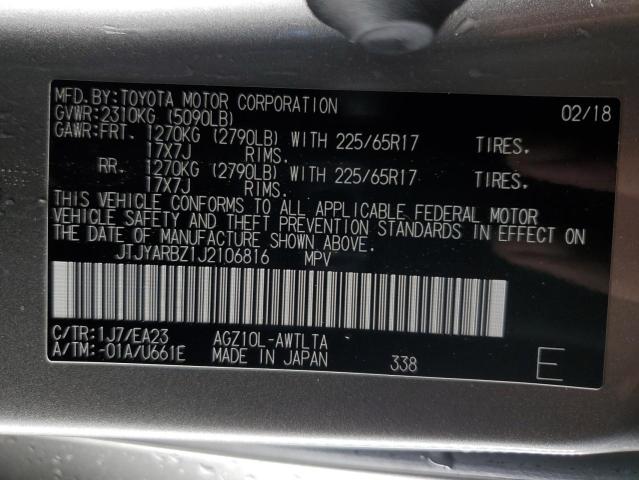 MFD.BY:TOYOTA MOTOR CORPORATION 02/18
GVWR:2310KG (5090LB)
GAWR:FRT. 1270KG (2790LB) WITH 225/65R17 TIRES.
17X7J RIMS.
RR. 1270KG (2790LB) WITH 225/65R17 TIRES.
17X7J RIMS.
THIS VEHICLE CONFORMS TO ALL APPLICABLE FEDERAL MOTOR
VEHICLE SAFETY AND THEFT PREVENTION STANDARDS IN EFFECT ON
THE DATE OF MANUFACTURE SHOWN ABOVE.
JTJYARBZ1J2106816 MPV
C/TR:1J7/EA23 AGZ10L-AWTLTA
A/TM:-01A/U661E MADE IN JAPAN 338 E